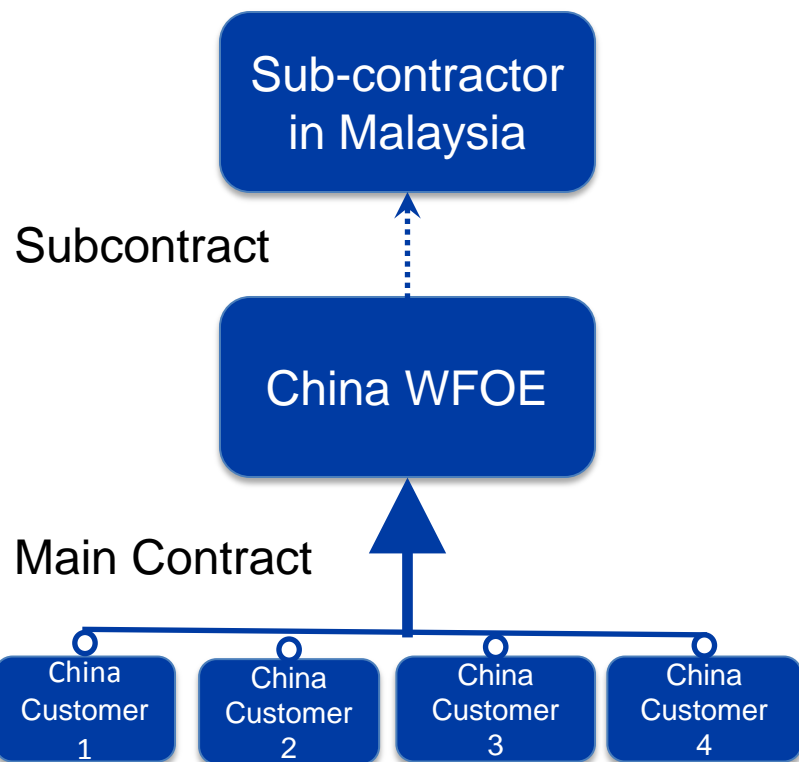 Sub-contractor
in Malaysia
Subcontract
China WFOE
Main Contract
China
Customer
1
China
Customer
2
China
Customer
3
China
Customer
4